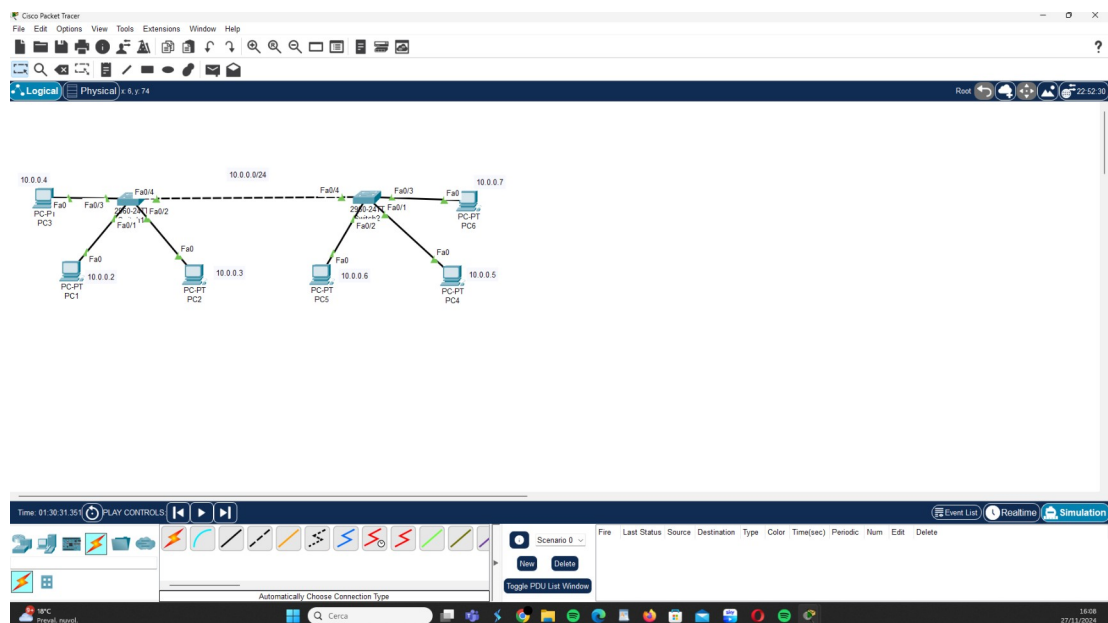 Cisco Packet Tracer
File Edit Options View Tools Extensions Window Help
?
Logical Physical x: 6, y: 74 Root 22:52:30
10.0.0.4 10.0.0.0/24 10.0.0.7
Fa0/4 Fa0/4 Fa0/3 Fa0
Fa0 Fa0/3 Fa0/2 Fa0/1
PC3 Fa0/1 Fa0/2 PC-PT
PC6
Fa0 Fa0 Fa0 Fa0
10.0.0.2 10.0.0.3 10.0.0.6 10.0.0.5
PC-PT PC-PT PC-PT PC-PT
PC1 PC2 PC5 PC4
Time: 01:30:31.351 PLAY CONTROLS: Event List Realtime Simulation
Scenario 0 Fire Last Status Source Destination Type Color Time(sec) Periodic Num Edit Delete
New Delete
Toggle PDU List Window
Automatically Choose Connection Type
18°C Cerca 16:08
Preval. nuvol. 27/11/2024